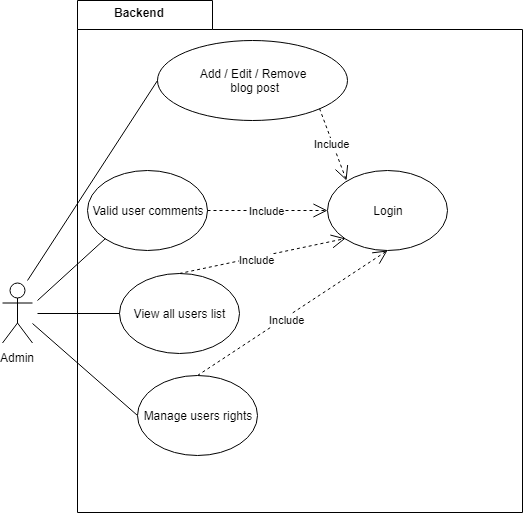 Backend
Add / Edit / Remove
blog post
Include
Valid user comments
Include
Login
Include
View all users list
Include
Admin
Manage users rights